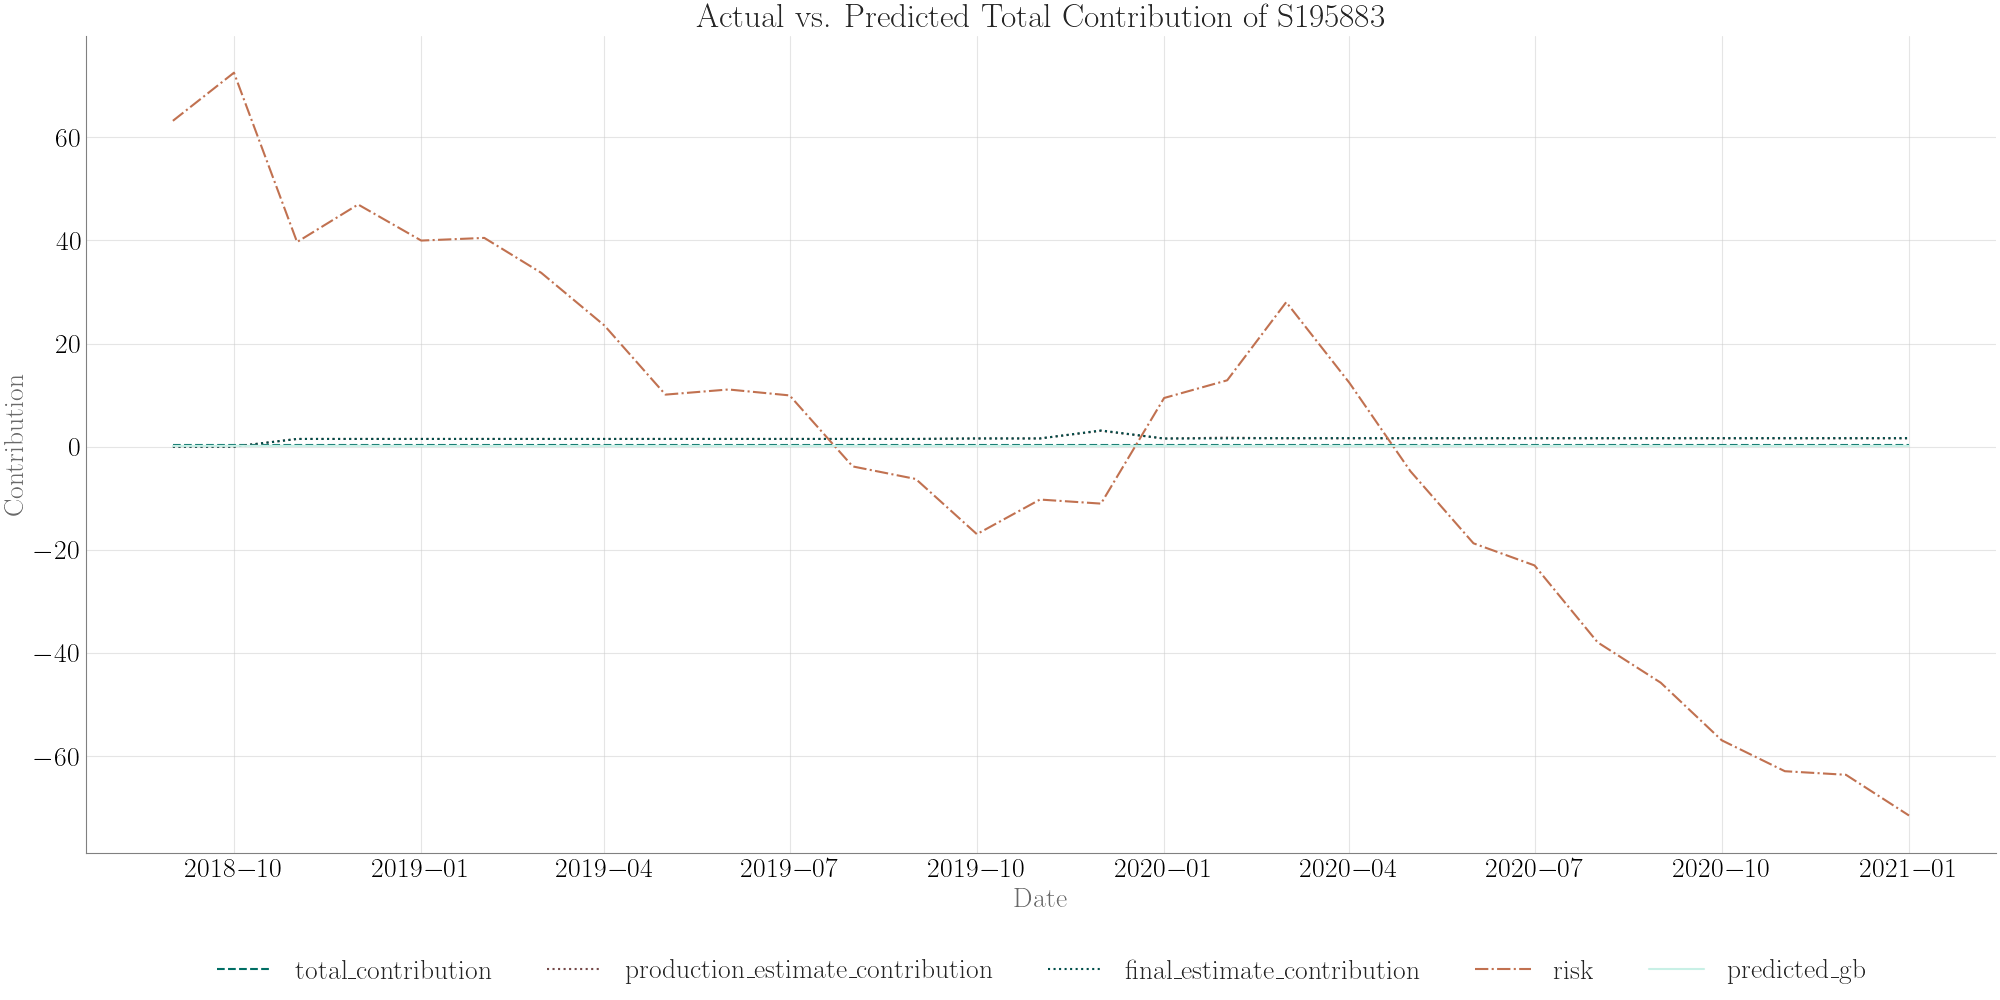 Actual vs. Predicted Total Contribution of S195883
Contribution
60
40
20
0
−20
−40
−60
2018−10 2019−01 2019−04 2019−07 2019−10 2020−01 2020−04 2020−07 2020−10 2021−01
Date
total_contribution production_estimate_contribution final_estimate_contribution risk predicted_gb